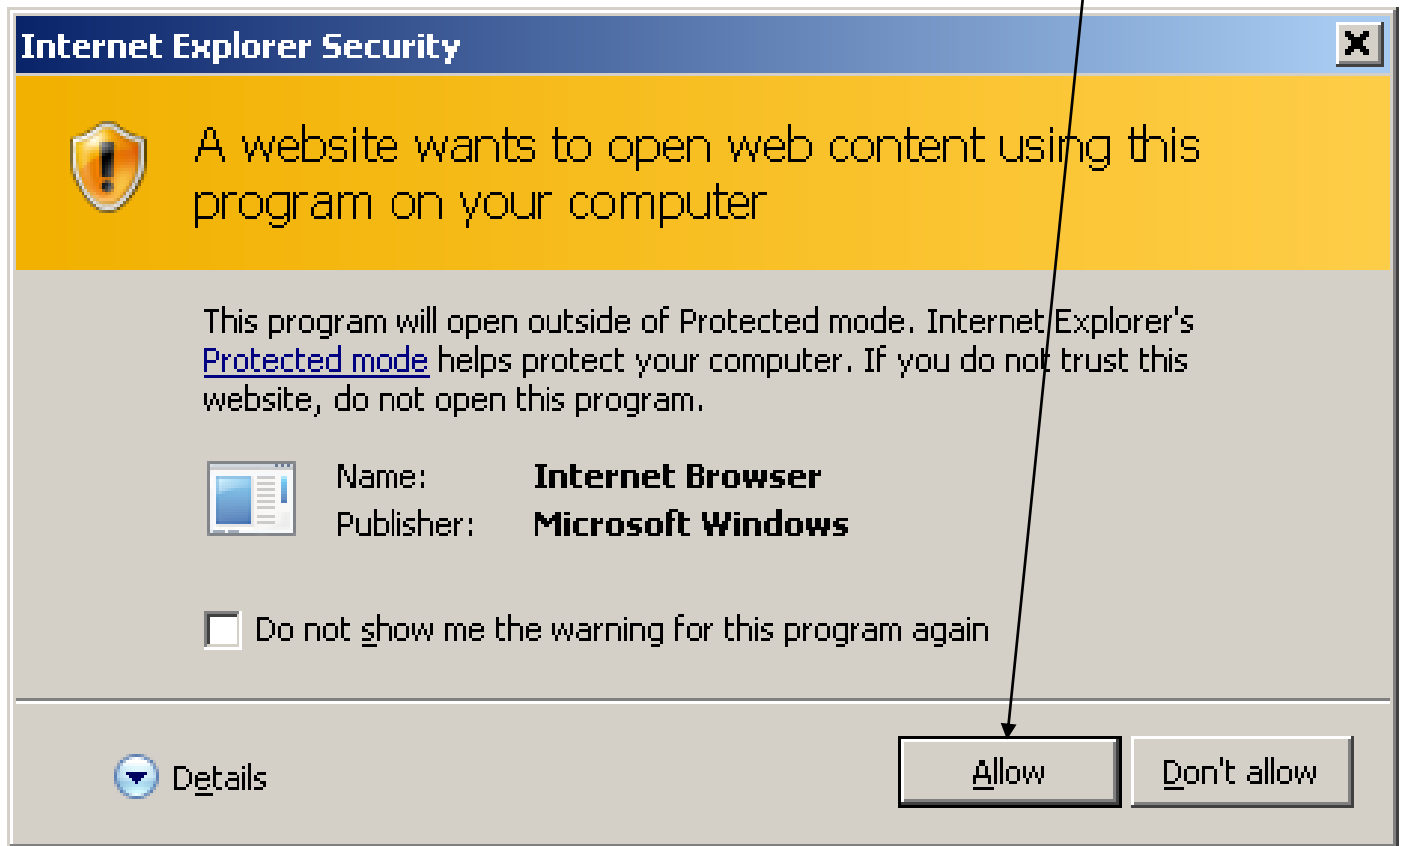 Internet Explorer Security
A website wants to open web content using this
program on your computer
This program will open outside of Protected mode. Internet Explorer's
Protected mode helps protect your computer. If you do not trust this
website, do not open this program.
Name: Internet Browser
Publisher: Microsoft Windows
Do not show me the warning for this program again
Details
Allow Don't allow